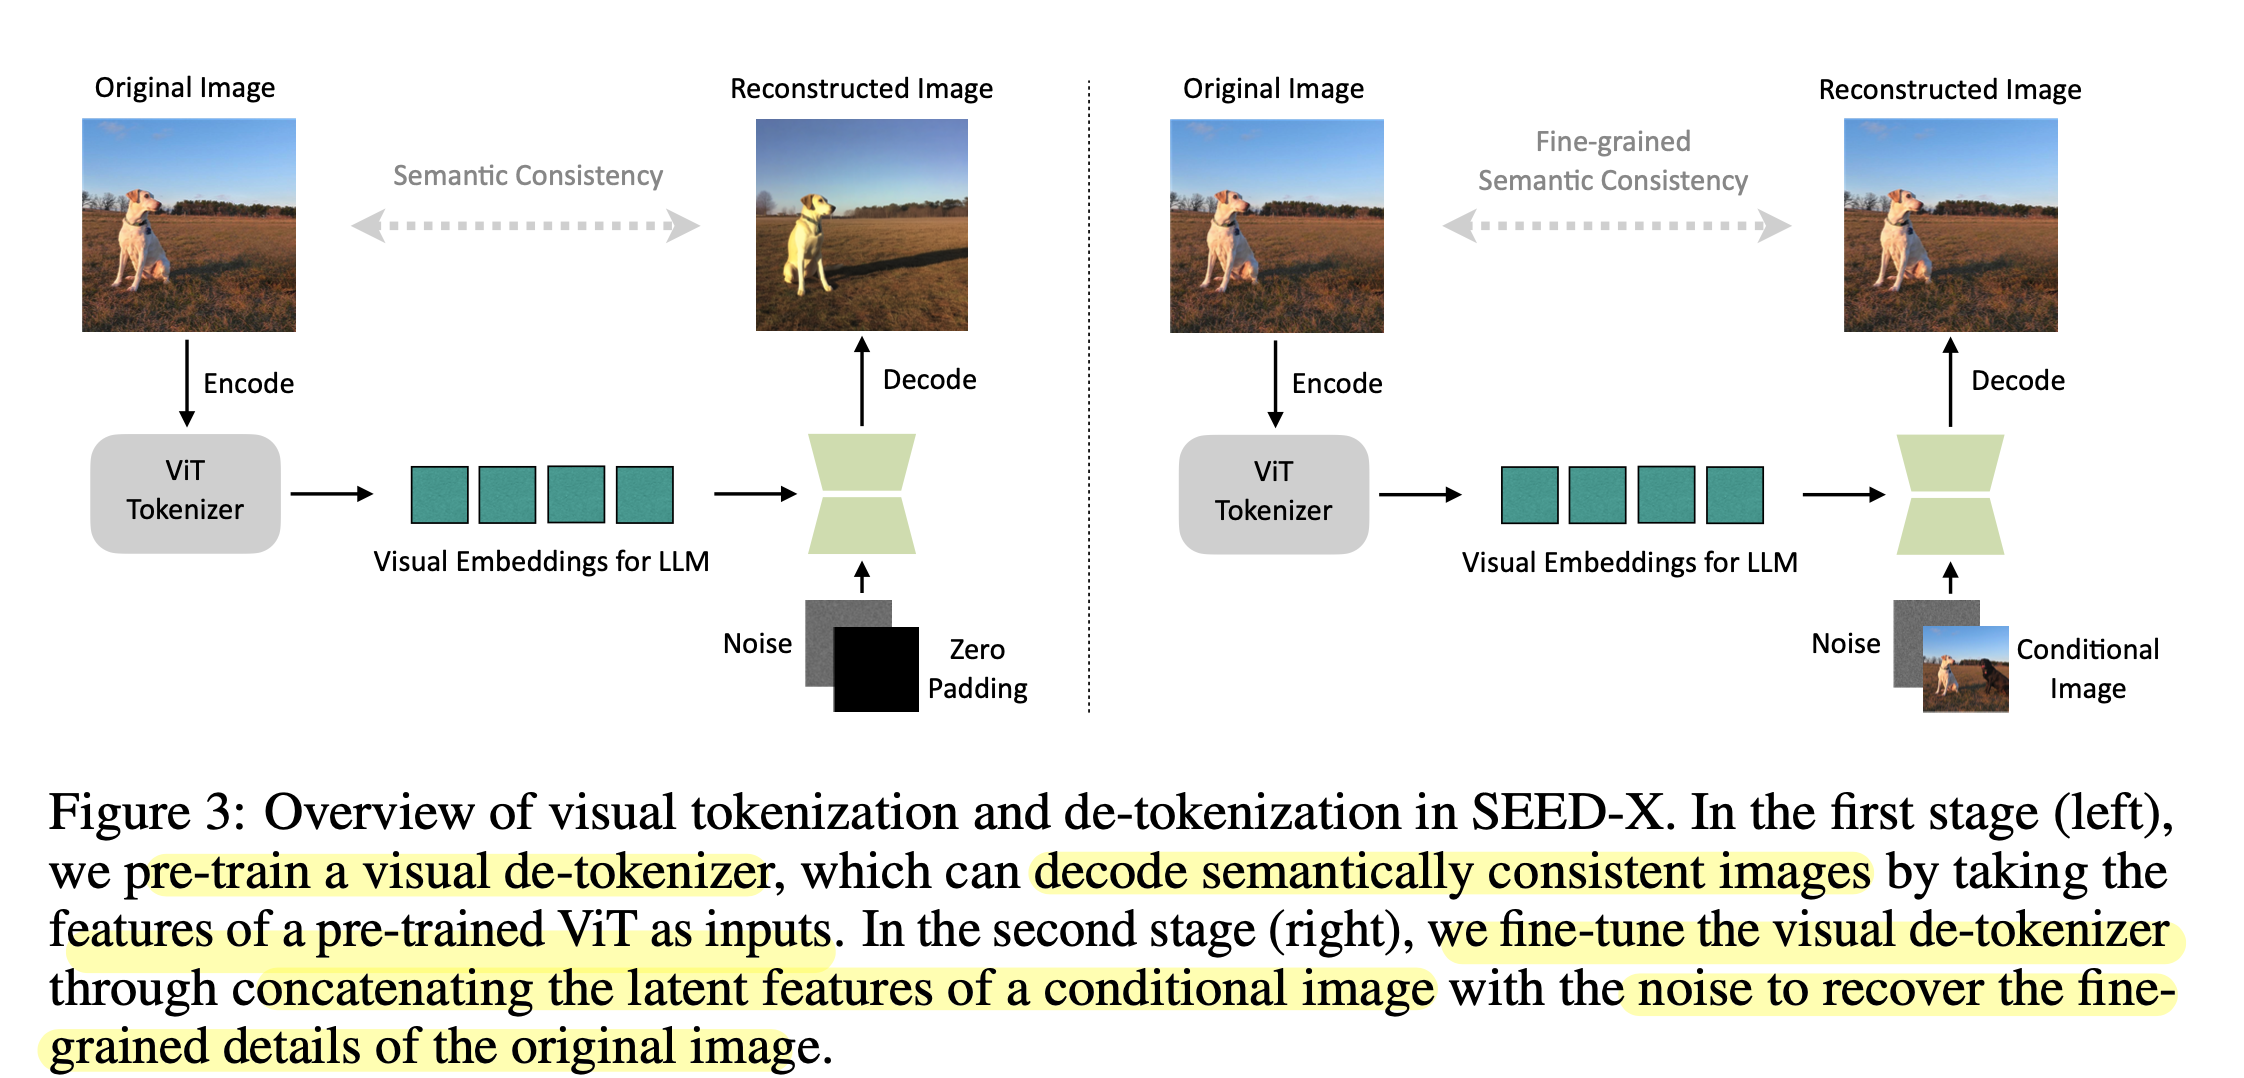 Original Image
Reconstructed Image
Semantic Consistency
Encode
Decode
ViT
Tokenizer
Visual Embeddings for LLM
Noise
Zero
Padding
Original Image
Reconstructed Image
Fine-grained
Semantic Consistency
Encode
Decode
ViT
Tokenizer
Visual Embeddings for LLM
Noise
Conditional
Image
Figure 3: Overview of visual tokenization and de-tokenization in SEED-X. In the first stage (left),
we pre-train a visual de-tokenizer, which can decode semantically consistent images by taking the
features of a pre-trained ViT as inputs. In the second stage (right), we fine-tune the visual de-tokenizer
through concatenating the latent features of a conditional image with the noise to recover the fine-
grained details of the original image.